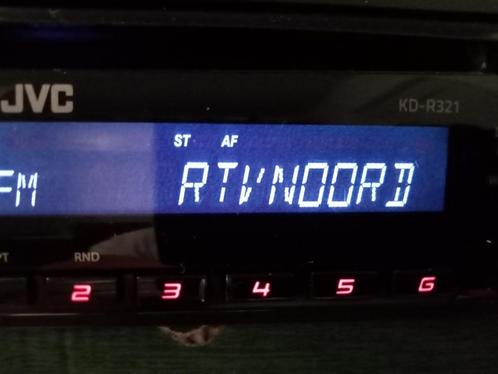 JVC
KD-R321
ST AF
FM RTVNOORD
RND
2 3 4 5 6